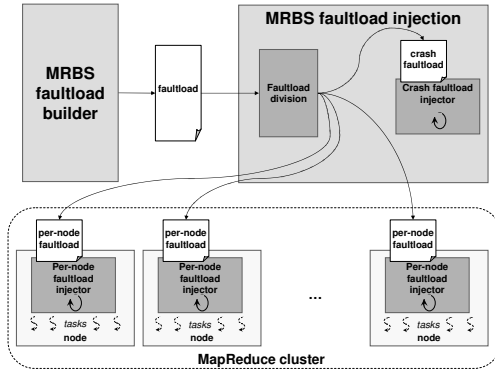 MRBS faultload injection
MRBS
faultload
builder
faultload
Faultload
division
crash
faultload
Crash faultload
injector
per-node
faultload
Per-node
faultload
injector
tasks
node
per-node
faultload
Per-node
faultload
injector
tasks
node
...
per-node
faultload
Per-node
faultload
injector
tasks
node
MapReduce cluster